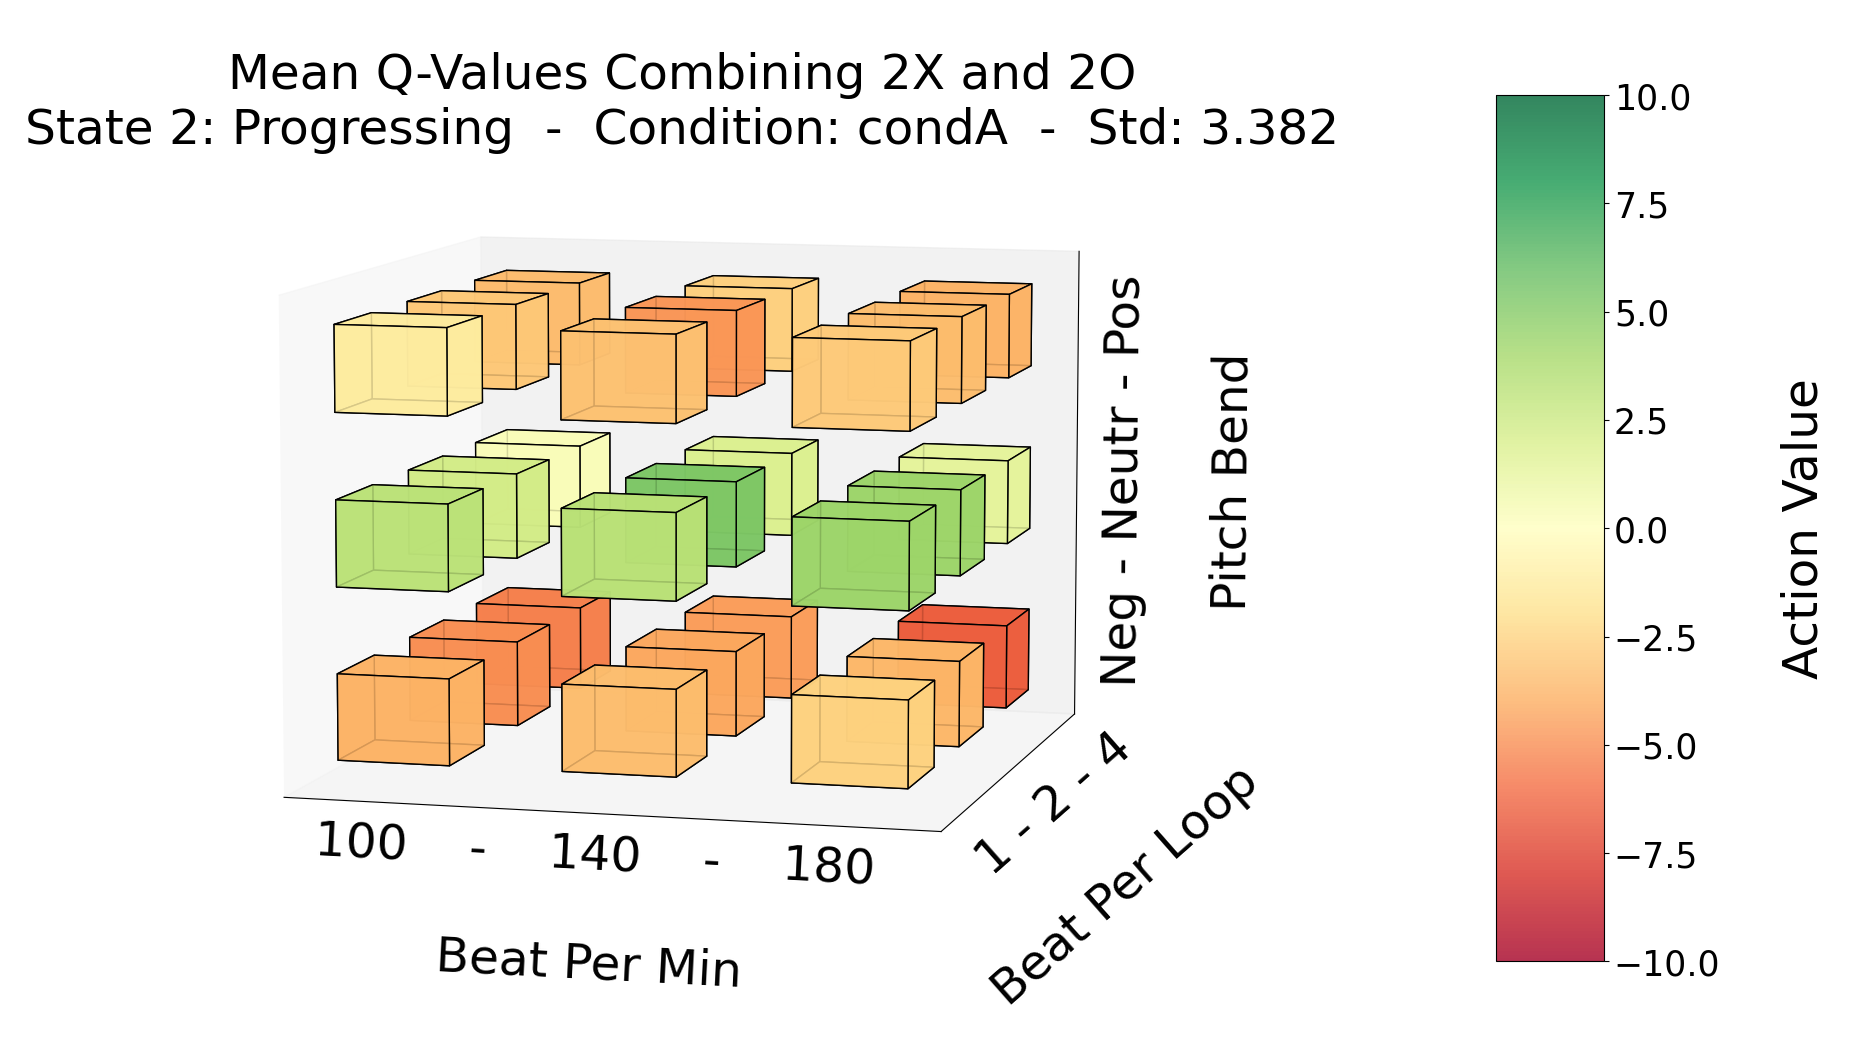 Mean Q-Values Combining 2X and 2O
State 2: Progressing  -  Condition: condA  -  Std: 3.382
10.0
7.5
5.0
2.5
0.0
−2.5
−5.0
−7.5
−10.0
Action Value
Neg - Neutr - Pos
Pitch Bend
100 - 140 - 180
Beat Per Min
1 - 2 - 4
Beat Per Loop